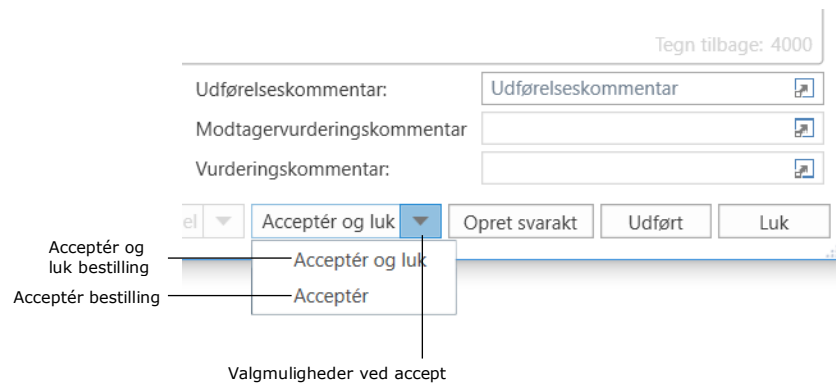 Tegn tilbage: 4000
Udførelseskommentar: Udførelseskommentar
Modtagervurderingskommentar
Vurderingskommentar:
el Acceptér og luk Opret svarakt Udført Luk
Acceptér og
luk bestilling
Acceptér og luk
Acceptér bestilling
Acceptér
Valgmuligheder ved accept